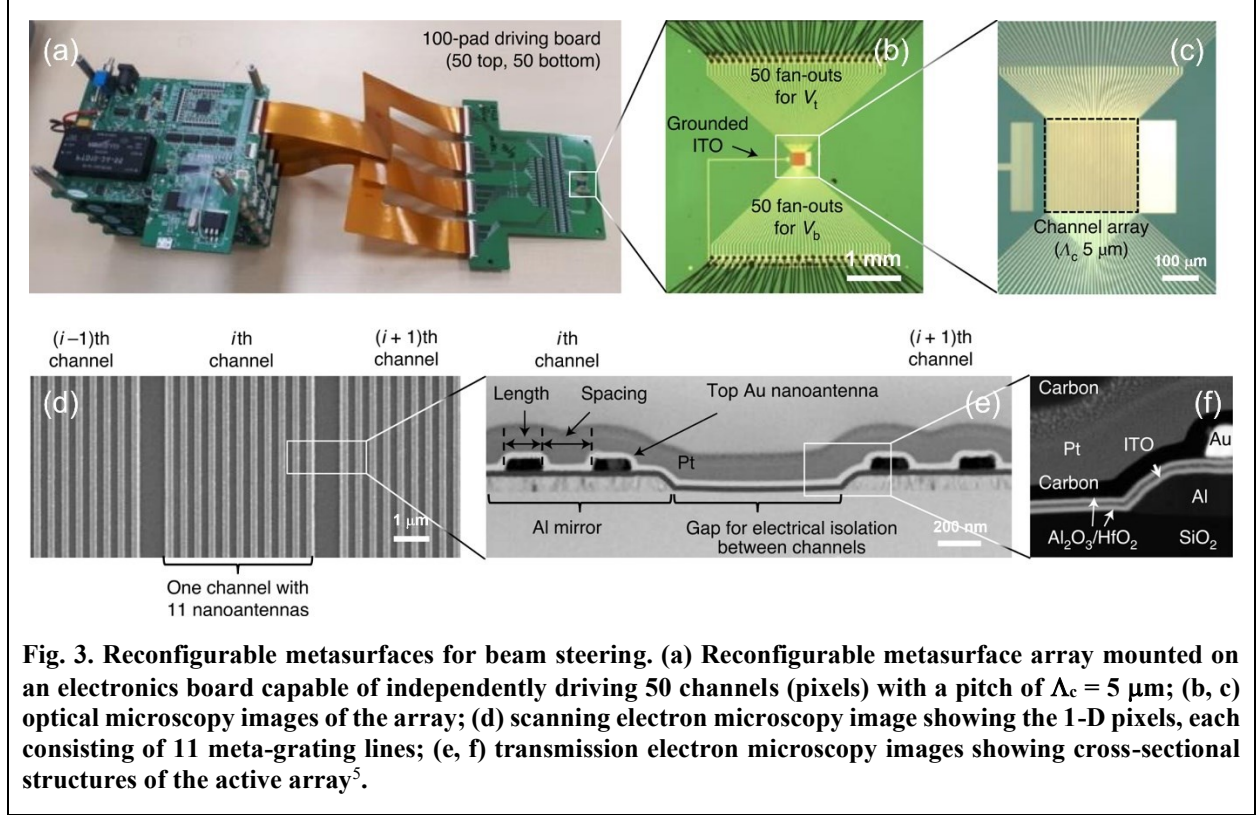 (a)
100-pad driving board
(50 top, 50 bottom)
(b)
50 fan-outs
for Vt
Grounded
ITO
50 fan-outs
for Vb
1 mm
(c)
Channel array
(Λc 5 μm)
100 μm
(i–1)th
channel
ith
channel
(i + 1)th
channel
(d)
1 μm
One channel with
11 nanoantennas
ith
channel
(i + 1)th
channel
Length
Spacing
Top Au nanoantenna
(e)
Pt
Al mirror
Gap for electrical isolation
between channels
200 nm
Carbon
(f)
Pt
ITO
Au
Carbon
Al
Al2O3/HfO2
SiO2
Fig. 3. Reconfigurable metasurfaces for beam steering. (a) Reconfigurable metasurface array mounted on
an electronics board capable of independently driving 50 channels (pixels) with a pitch of Λc = 5 μm; (b, c)
optical microscopy images of the array; (d) scanning electron microscopy image showing the 1-D pixels, each
consisting of 11 meta-grating lines; (e, f) transmission electron microscopy images showing cross-sectional
structures of the active array5.